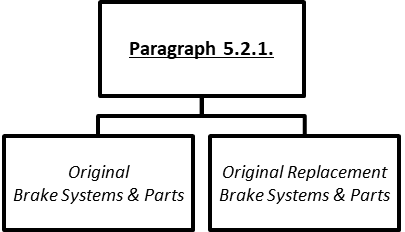 Paragraph 5.2.1.
Original
Brake Systems & Parts
Original Replacement
Brake Systems & Parts